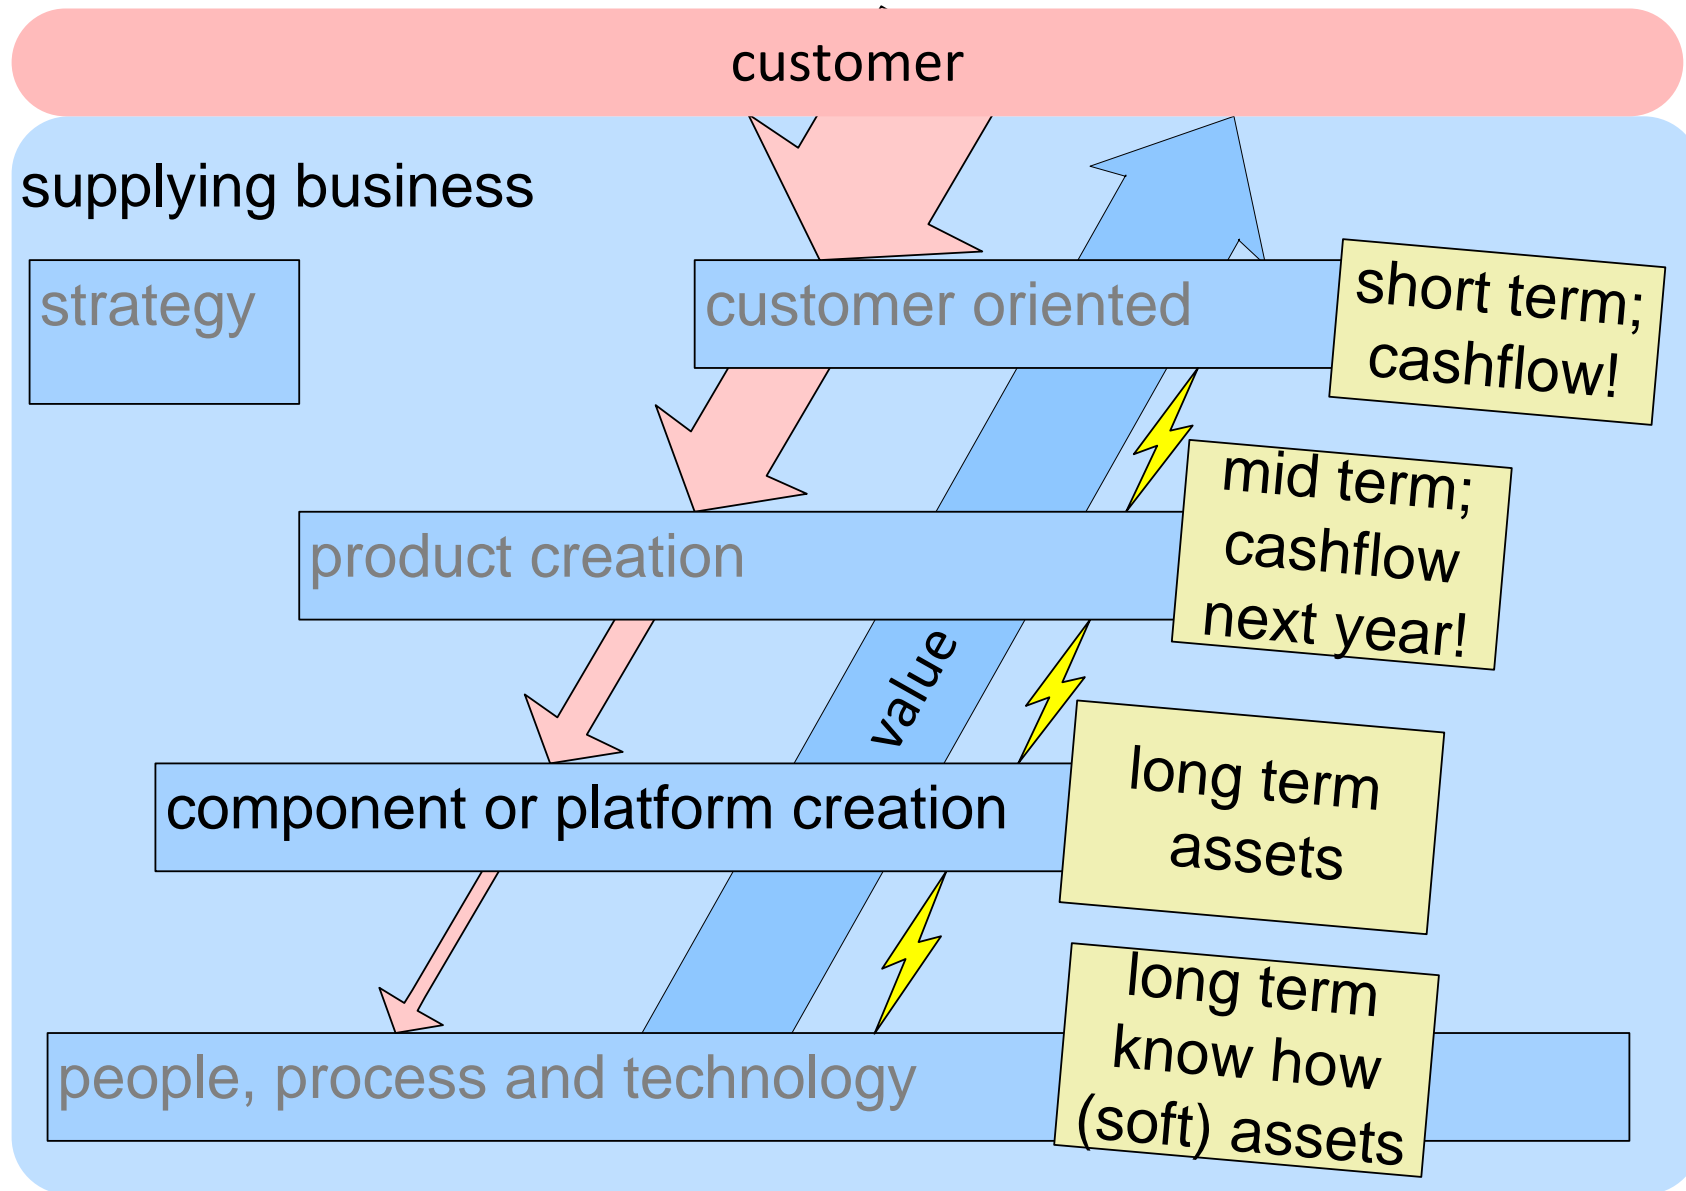 customer
supplying business
strategy
customer oriented
short term;
cashflow!
mid term;
cashflow
next year!
product creation
value
component or platform creation
long term
assets
long term
know how
(soft) assets
people, process and technology